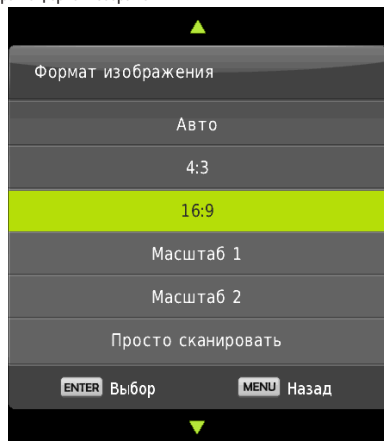 Формат изображения
Авто
4:3
16:9
Масштаб 1
Масштаб 2
Просто сканировать
ENTER Выбор MENU Назад